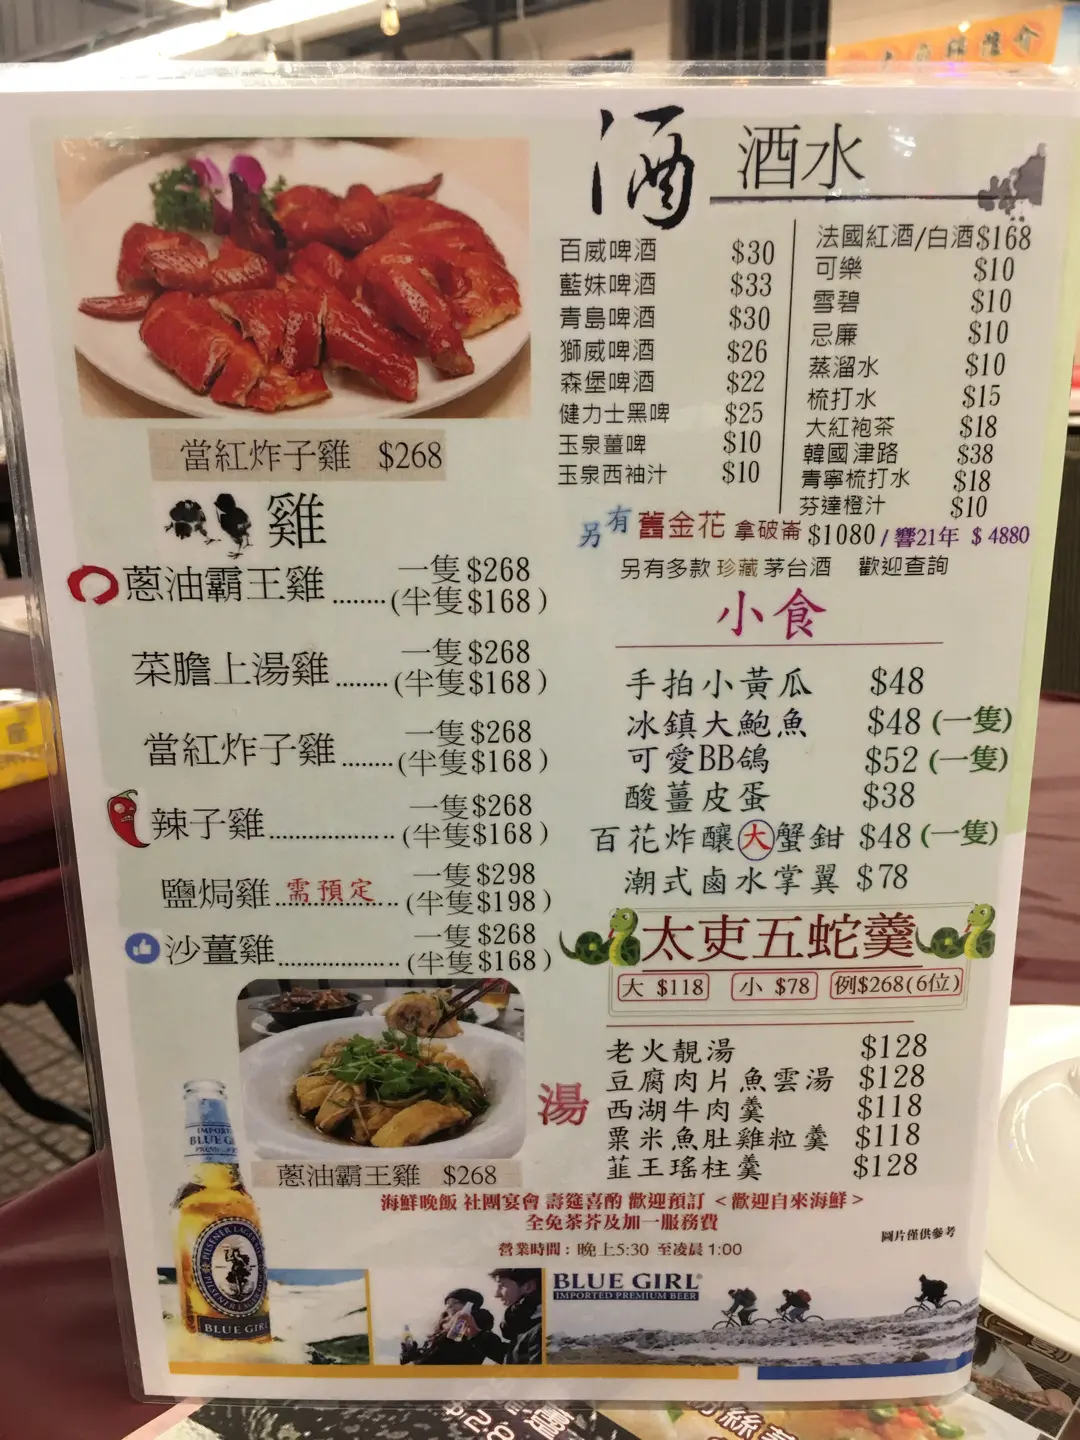 酒 酒水
百威啤酒 $30
藍妹啤酒 $33
青島啤酒 $30
獅威啤酒 $26
森堡啤酒 $22
健力士黑啤 $25
玉泉薑啤 $10
玉泉西袖汁 $10
法國紅酒/白酒 $168
可樂 $10
雪碧 $10
忌廉 $10
蒸溜水 $10
梳打水 $15
大紅袍茶 $18
韓國津路 $38
青寧梳打水 $18
芬達橙汁 $10
另有 舊金花 拿破崙 $1080 / 響21年 $ 4880
另有多款 珍藏 茅台酒 歡迎查詢
當紅炸子雞 $268
雞
蔥油霸王雞 ........ 一隻 $268
(半隻 $168)
菜膽上湯雞 ........ 一隻 $268
(半隻 $168)
當紅炸子雞 ........ 一隻 $268
(半隻 $168)
辣子雞 .................... 一隻 $268
(半隻 $168)
鹽焗雞 需預定 .................... 一隻 $298
(半隻 $198)
沙薑雞 .................... 一隻 $268
(半隻 $168)
蔥油霸王雞 $268
小食
手拍小黃瓜 $48
冰鎮大鮑魚 $48 (一隻)
可愛BB鴿 $52 (一隻)
酸薑皮蛋 $38
百花炸釀大蟹鉗 $48 (一隻)
潮式鹵水掌翼 $78
太吏五蛇羹
大 $118 小 $78 例$268(6位)
湯
老火靚湯 $128
豆腐肉片魚雲湯 $128
西湖牛肉羹 $118
粟米魚肚雞粒羹 $118
韮王瑤柱羹 $128
海鮮晚飯 社團宴會 壽筵喜酌 歡迎預訂 <歡迎自來海鮮>
全免茶芥及加一服務費
圖片僅供參考
營業時間 : 晚上5:30 至凌晨 1:00
IMPORTED
BLUE GI
PILSENER LAGER
BLUE GIRL
BLUE GIRL
IMPORTED PREMIUM BEER